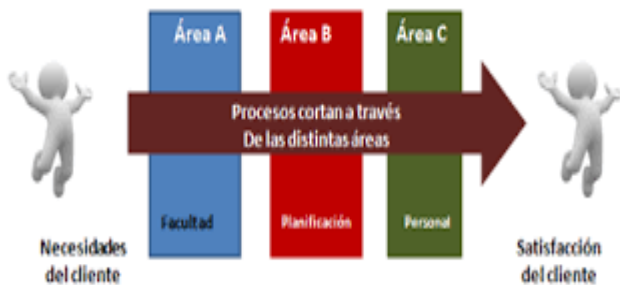 Área A
Área B
Área C
Procesos cortan a través
De las distintas áreas
Facultad
Planificación
Personal
Necesidades
del cliente
Satisfacción
del cliente